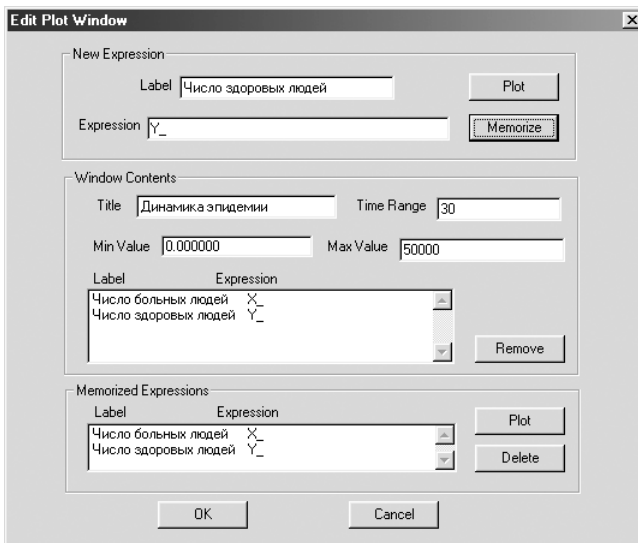 Edit Plot Window
New Expression
Label Число здоровых людей Plot
Expression Y_ Memorize
Window Contents
Title Динамика эпидемии Time Range 30
Min Value 0.000000 Max Value 50000
Label Expression
Число больных людей X_
Число здоровых людей Y_
Remove
Memorized Expressions
Label Expression Plot
Число больных людей X_
Число здоровых людей Y_
Delete
OK Cancel